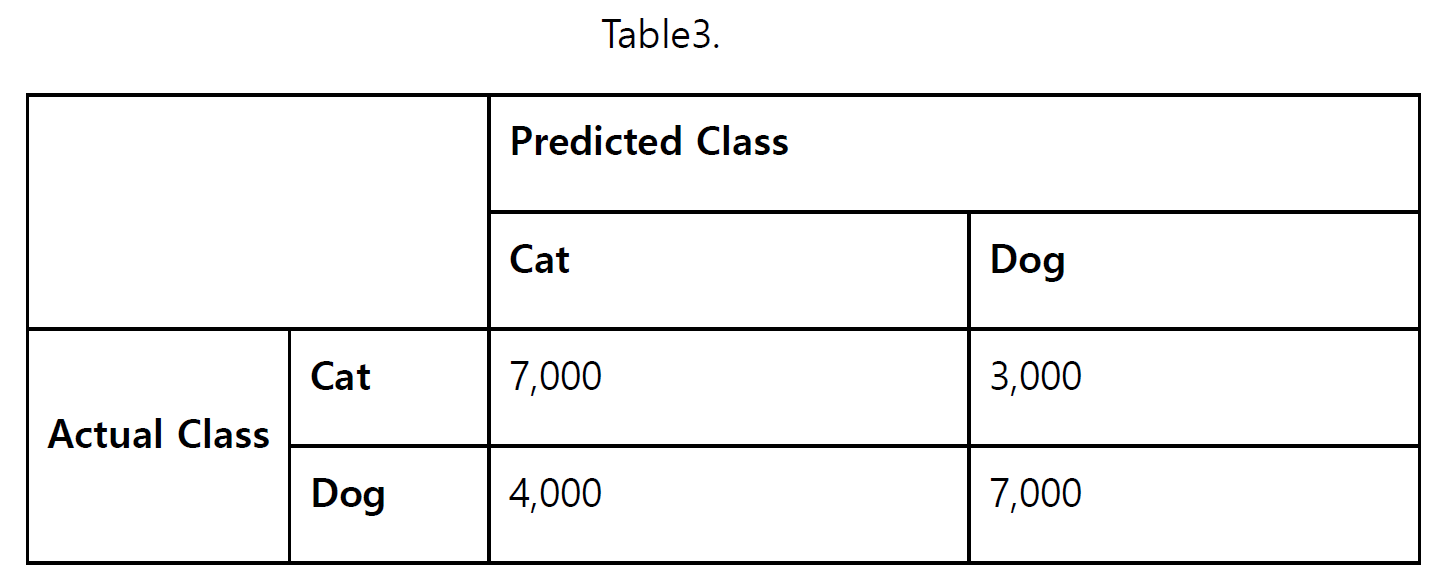 Table3.
Predicted Class
Cat Dog
Actual Class Cat 7,000 3,000
Dog 4,000 7,000